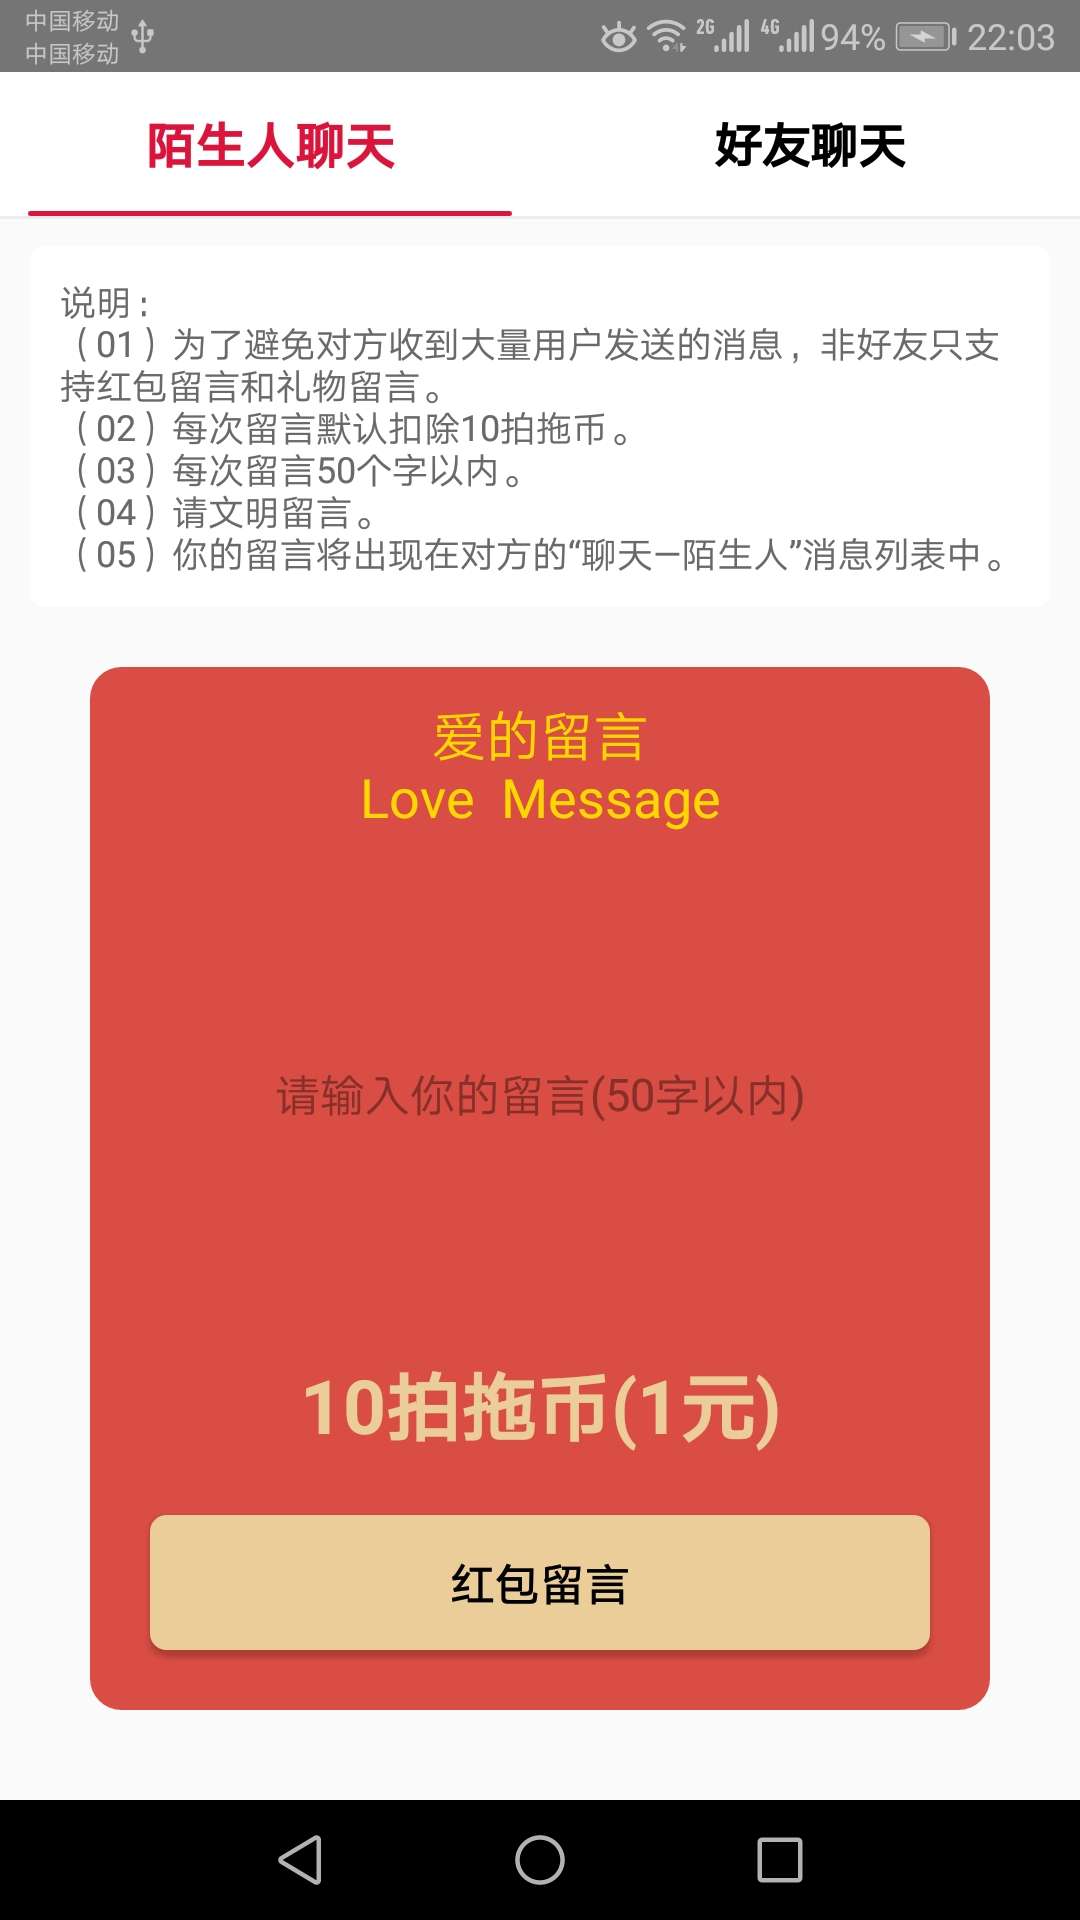 中国移动
中国移动
2G 4G 94% 22:03
陌生人聊天 好友聊天
说明：
（01）为了避免对方收到大量用户发送的消息，非好友只支
持红包留言和礼物留言。
（02）每次留言默认扣除10拍拖币。
（03）每次留言50个字以内。
（04）请文明留言。
（05）你的留言将出现在对方的“聊天—陌生人”消息列表中。
爱的留言
Love Message
请输入你的留言(50字以内)
10拍拖币(1元)
红包留言